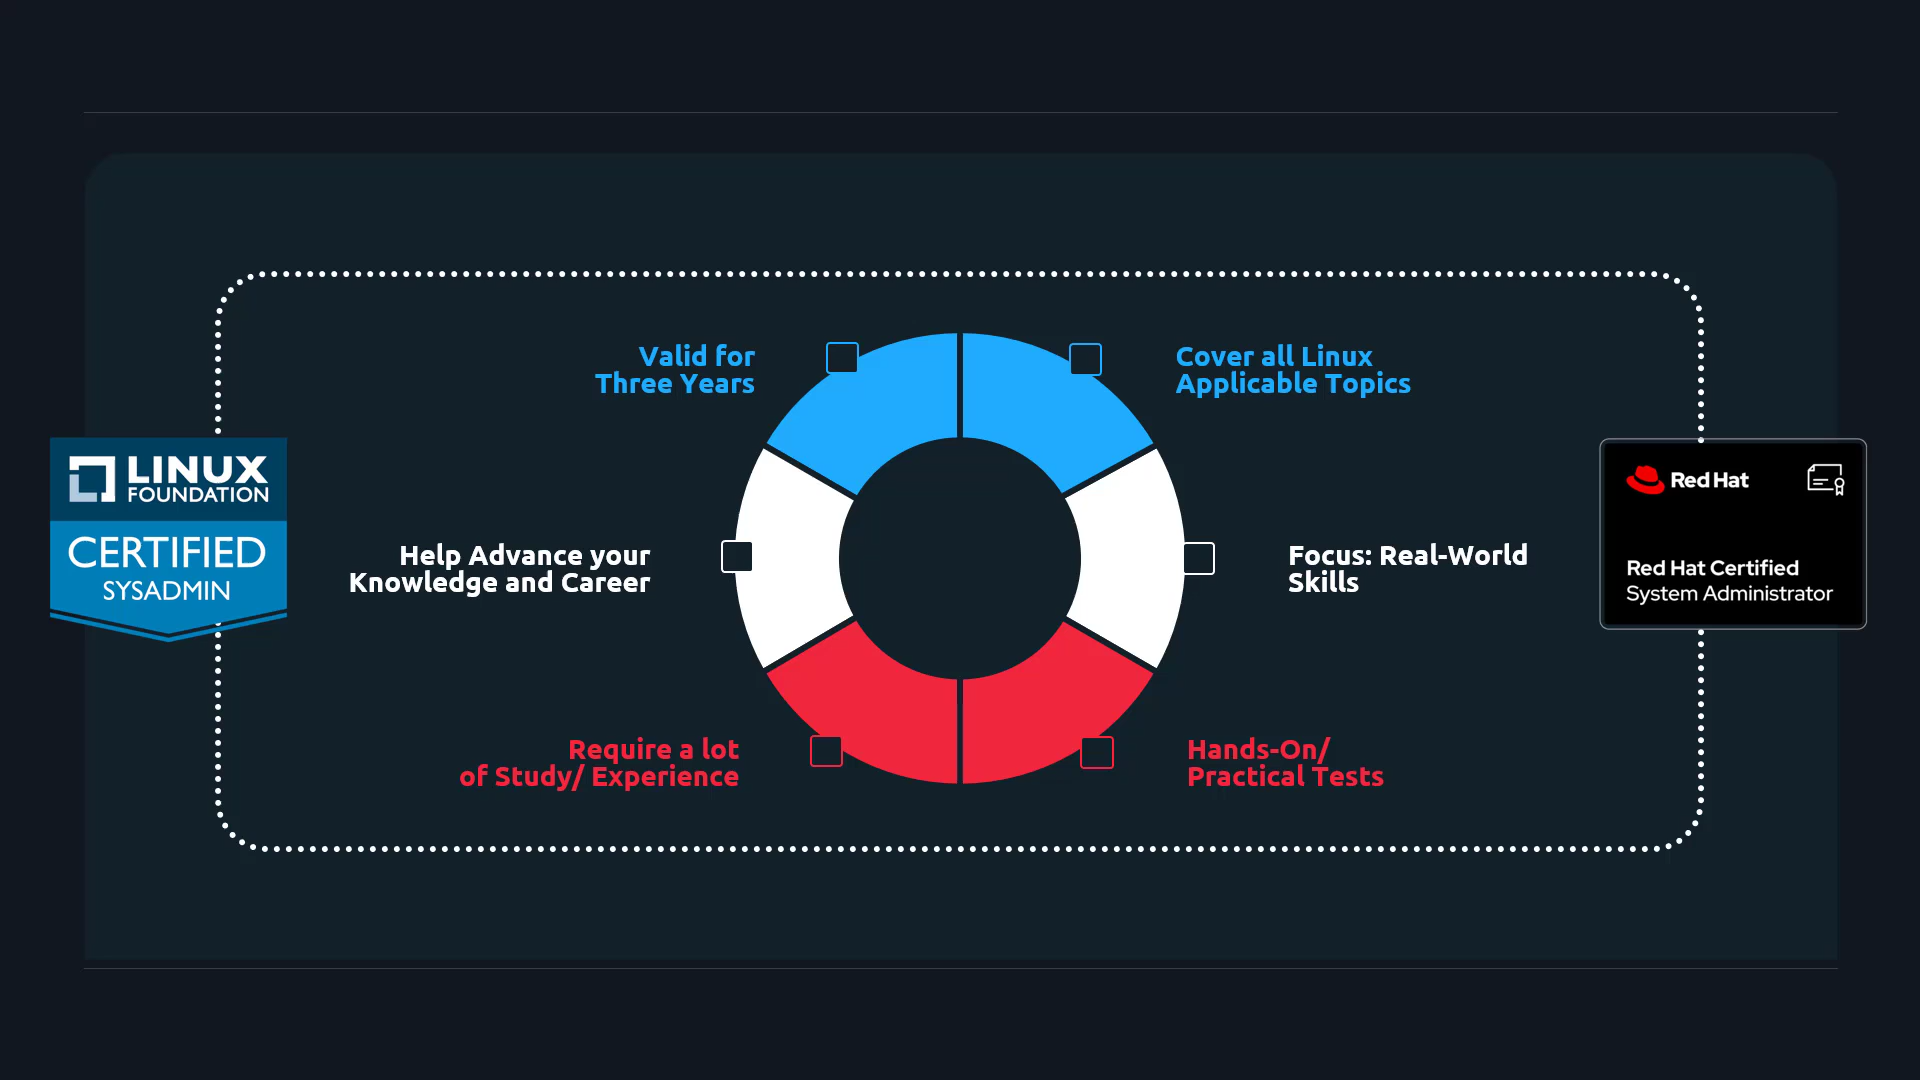 Valid for
Three Years
Cover all Linux
Applicable Topics
LINUX
FOUNDATION
CERTIFIED
SYSADMIN
Help Advance your
Knowledge and Career
Focus: Real-World
Skills
Red Hat
Red Hat Certified
System Administrator
Require a lot
of Study/ Experience
Hands-On/
Practical Tests